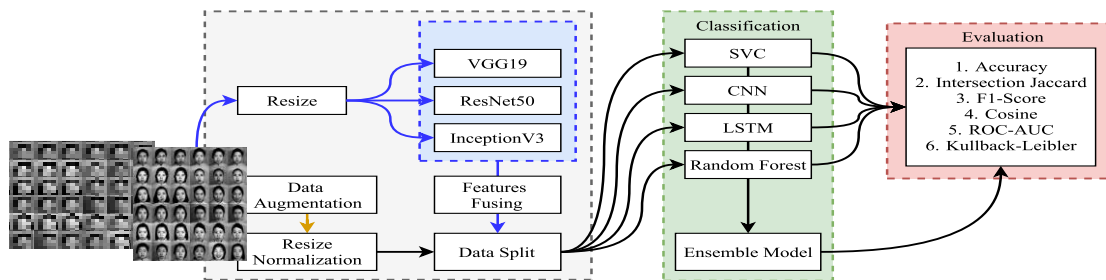 Resize
VGG19
ResNet50
InceptionV3
Data
Augmentation
Features
Fusing
Resize
Normalization
Data Split
Classification
SVC
CNN
LSTM
Random Forest
Ensemble Model
Evaluation
1. Accuracy
2. Intersection Jaccard
3. F1-Score
4. Cosine
5. ROC-AUC
6. Kullback-Leibler